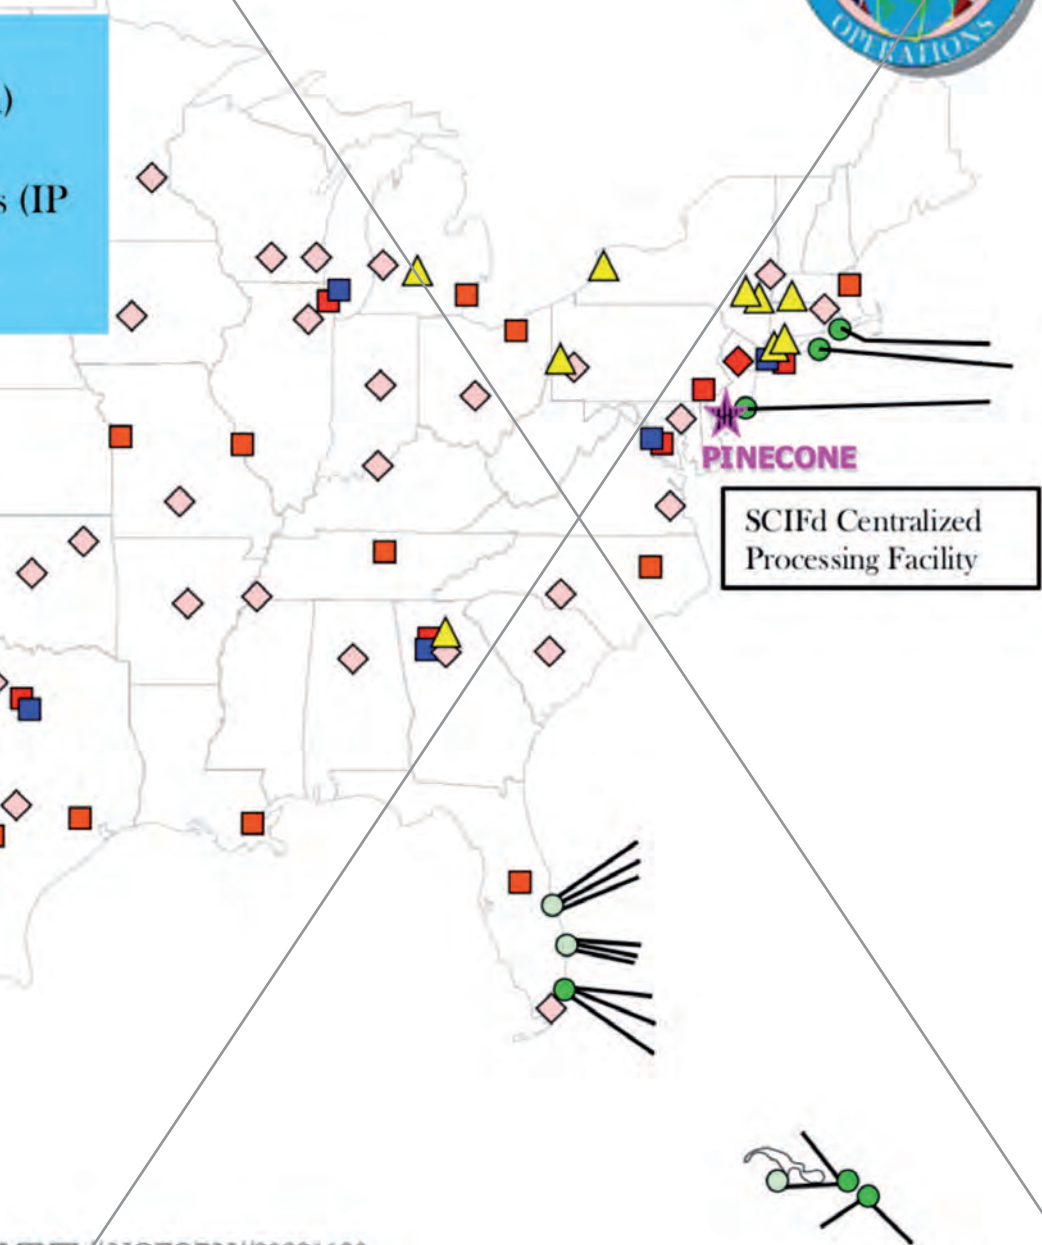 OPERATIONS
)
s (IP
PINECONE
SCIFd Centralized
Processing Facility